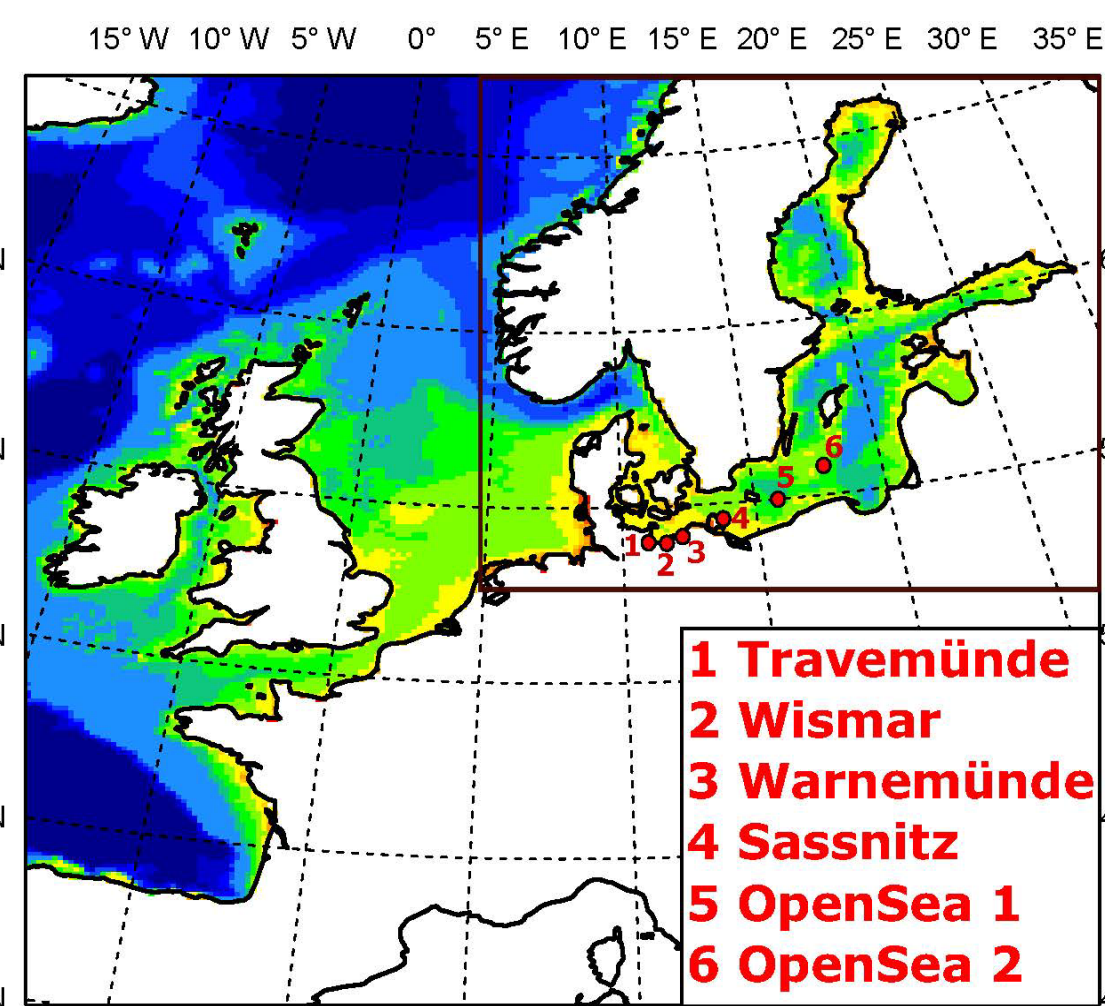 15° W 10° W 5° W 0° 5° E 10° E 15° E 20° E 25° E 30° E 35° E
6
5
4
3
1
2
1 Travemünde
2 Wismar
3 Warnemünde
4 Sassnitz
5 OpenSea 1
6 OpenSea 2